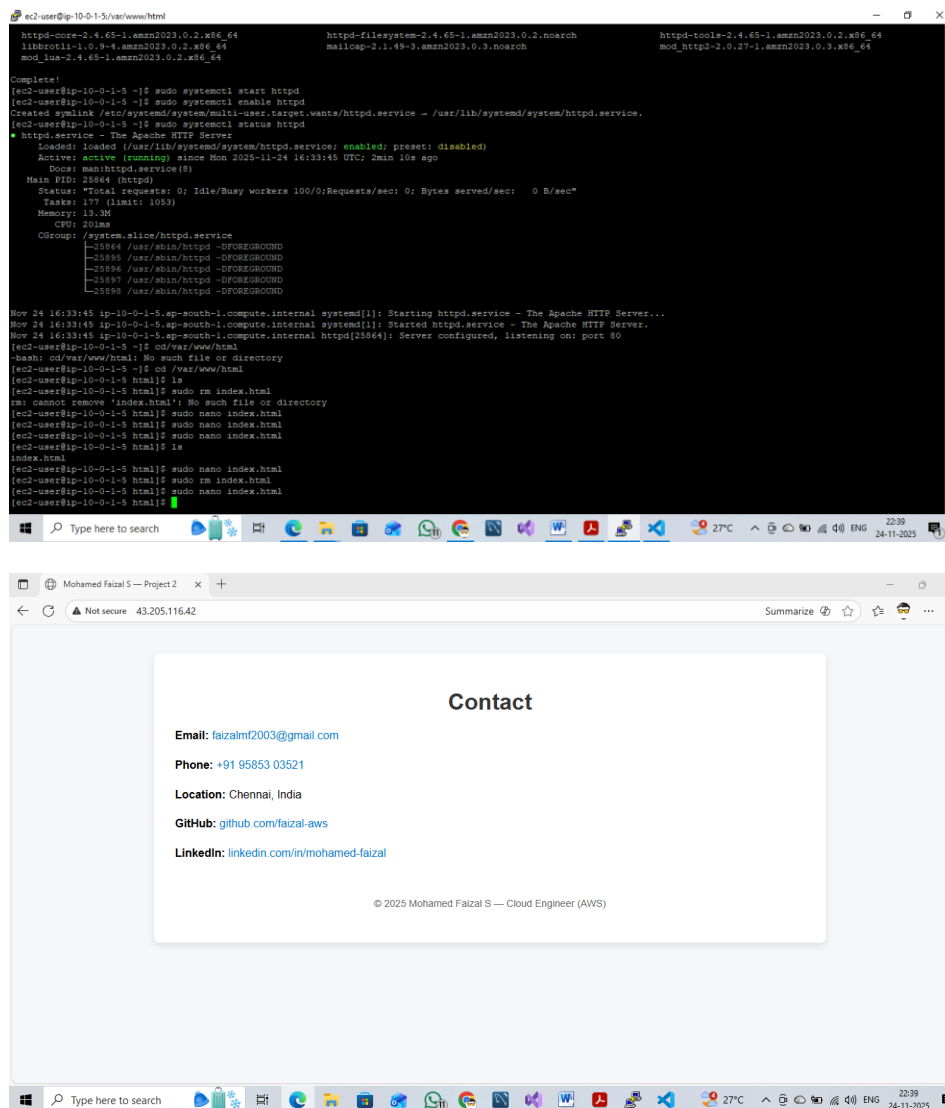 ec2-user@ip-10-0-1-5:/var/www/html
httpd-core-2.4.65-1.amzn2023.0.2.x86_64 httpd-filesystem-2.4.65-1.amzn2023.0.2.noarch httpd-tools-2.4.65-1.amzn2023.0.2.x86_64
libbrotli-1.0.9-4.amzn2023.0.2.x86_64 mailcap-2.1.49-3.amzn2023.0.3.noarch mod_http2-2.0.27-1.amzn2023.0.3.x86_64
mod_lua-2.4.65-1.amzn2023.0.2.x86_64
Complete!
[ec2-user@ip-10-0-1-5 ~]$ sudo systemctl start httpd
[ec2-user@ip-10-0-1-5 ~]$ sudo systemctl enable httpd
Created symlink /etc/systemd/system/multi-user.target.wants/httpd.service → /usr/lib/systemd/system/httpd.service.
[ec2-user@ip-10-0-1-5 ~]$ sudo systemctl status httpd
● httpd.service - The Apache HTTP Server
Loaded: loaded (/usr/lib/systemd/system/httpd.service; enabled; preset: disabled)
Active: active (running) since Mon 2025-11-24 16:33:45 UTC; 2min 10s ago
Docs: man:httpd.service(8)
Main PID: 25864 (httpd)
Status: "Total requests: 0; Idle/Busy workers 100/0;Requests/sec: 0; Bytes served/sec: 0 B/sec"
Tasks: 177 (limit: 1053)
Memory: 13.3M
CPU: 201ms
CGroup: /system.slice/httpd.service
├─25864 /usr/sbin/httpd -DFOREGROUND
├─25895 /usr/sbin/httpd -DFOREGROUND
├─25896 /usr/sbin/httpd -DFOREGROUND
├─25897 /usr/sbin/httpd -DFOREGROUND
└─25898 /usr/sbin/httpd -DFOREGROUND
Nov 24 16:33:45 ip-10-0-1-5.ap-south-1.compute.internal systemd[1]: Starting httpd.service - The Apache HTTP Server...
Nov 24 16:33:45 ip-10-0-1-5.ap-south-1.compute.internal systemd[1]: Started httpd.service - The Apache HTTP Server.
Nov 24 16:33:45 ip-10-0-1-5.ap-south-1.compute.internal httpd[25864]: Server configured, listening on: port 80
[ec2-user@ip-10-0-1-5 ~]$ cd/var/www/html
-bash: cd/var/www/html: No such file or directory
[ec2-user@ip-10-0-1-5 ~]$ cd /var/www/html
[ec2-user@ip-10-0-1-5 html]$ ls
[ec2-user@ip-10-0-1-5 html]$ sudo rm index.html
rm: cannot remove 'index.html': No such file or directory
[ec2-user@ip-10-0-1-5 html]$ sudo nano index.html
[ec2-user@ip-10-0-1-5 html]$ sudo nano index.html
[ec2-user@ip-10-0-1-5 html]$ sudo nano index.html
[ec2-user@ip-10-0-1-5 html]$ ls
index.html
[ec2-user@ip-10-0-1-5 html]$ sudo nano index.html
[ec2-user@ip-10-0-1-5 html]$ sudo rm index.html
[ec2-user@ip-10-0-1-5 html]$ sudo nano index.html
[ec2-user@ip-10-0-1-5 html]$
Type here to search 27°C ENG 22:39
24-11-2025
Mohamed Faizal S — Project 2
Not secure 43.205.116.42 Summarize
Contact
Email: faizalmf2003@gmail.com
Phone: +91 95853 03521
Location: Chennai, India
GitHub: github.com/faizal-aws
LinkedIn: linkedin.com/in/mohamed-faizal
© 2025 Mohamed Faizal S — Cloud Engineer (AWS)
Type here to search 27°C ENG 22:39
24-11-2025